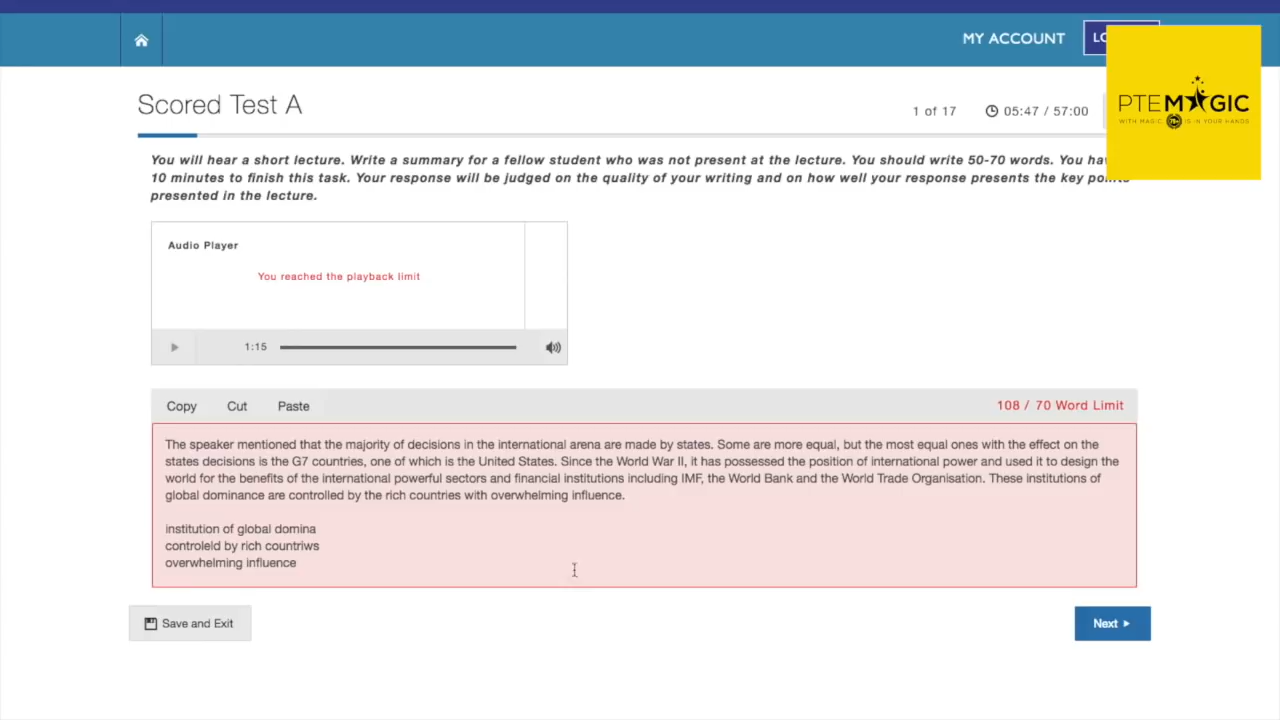 MY ACCOUNT
LO
PTEMAGIC
WITH MAGIC 79+ IS IN YOUR HANDS
Scored Test A
1 of 17
05:47 / 57:00
You will hear a short lecture. Write a summary for a fellow student who was not present at the lecture. You should write 50-70 words. You ha
10 minutes to finish this task. Your response will be judged on the quality of your writing and on how well your response presents the key points
presented in the lecture.
Audio Player
You reached the playback limit
1:15
Copy Cut Paste
108 / 70 Word Limit
The speaker mentioned that the majority of decisions in the international arena are made by states. Some are more equal, but the most equal ones with the effect on the
states decisions is the G7 countries, one of which is the United States. Since the World War II, it has possessed the position of international power and used it to design the
world for the benefits of the international powerful sectors and financial institutions including IMF, the World Bank and the World Trade Organisation. These institutions of
global dominance are controlled by the rich countries with overwhelming influence.
institution of global domina
controleld by rich countriws
overwhelming influence
Save and Exit
Next